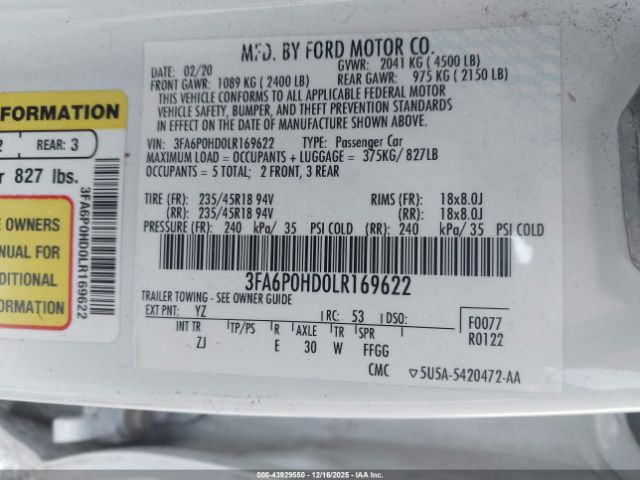 MFD. BY FORD MOTOR CO.
DATE: 02/20 GVWR: 2041 KG (4500 LB)
FRONT GAWR: 1089 KG (2400 LB) REAR GAWR: 975 KG (2150 LB)
THIS VEHICLE CONFORMS TO ALL APPLICABLE FEDERAL MOTOR
VEHICLE SAFETY, BUMPER, AND THEFT PREVENTION STANDARDS
IN EFFECT ON THE DATE OF MANUFACTURE SHOWN ABOVE.
VIN: 3FA6P0HD0LR169622 TYPE: Passenger Car
MAXIMUM LOAD = OCCUPANTS + LUGGAGE = 375KG/ 827LB
OCCUPANTS = 5 TOTAL; 2 FRONT, 3 REAR
TIRE (FR): 235/45R18 94V RIMS (FR): 18x8.0J
(RR): 235/45R18 94V (RR): 18x8.0J
PRESSURE (FR): 240 kPa/ 35 PSI COLD (RR): 240 kPa/ 35 PSI COLD
3FA6P0HD0LR169622
TRAILER TOWING - SEE OWNER GUIDE
EXT PNT: YZ RC: 53 DSO: F0077
INT TR TP/PS R AXLE TR SPR R0122
ZJ E 30 W FFGG
CMC ▽5U5A-5420472-AA
FORMATION
2 REAR: 3
r 827 lbs.
E OWNERS
ANUAL FOR
DITIONAL
ORMATION
3FA6P0HD0LR169622
000-43929550 - 12/16/2025 - IAAI.COM